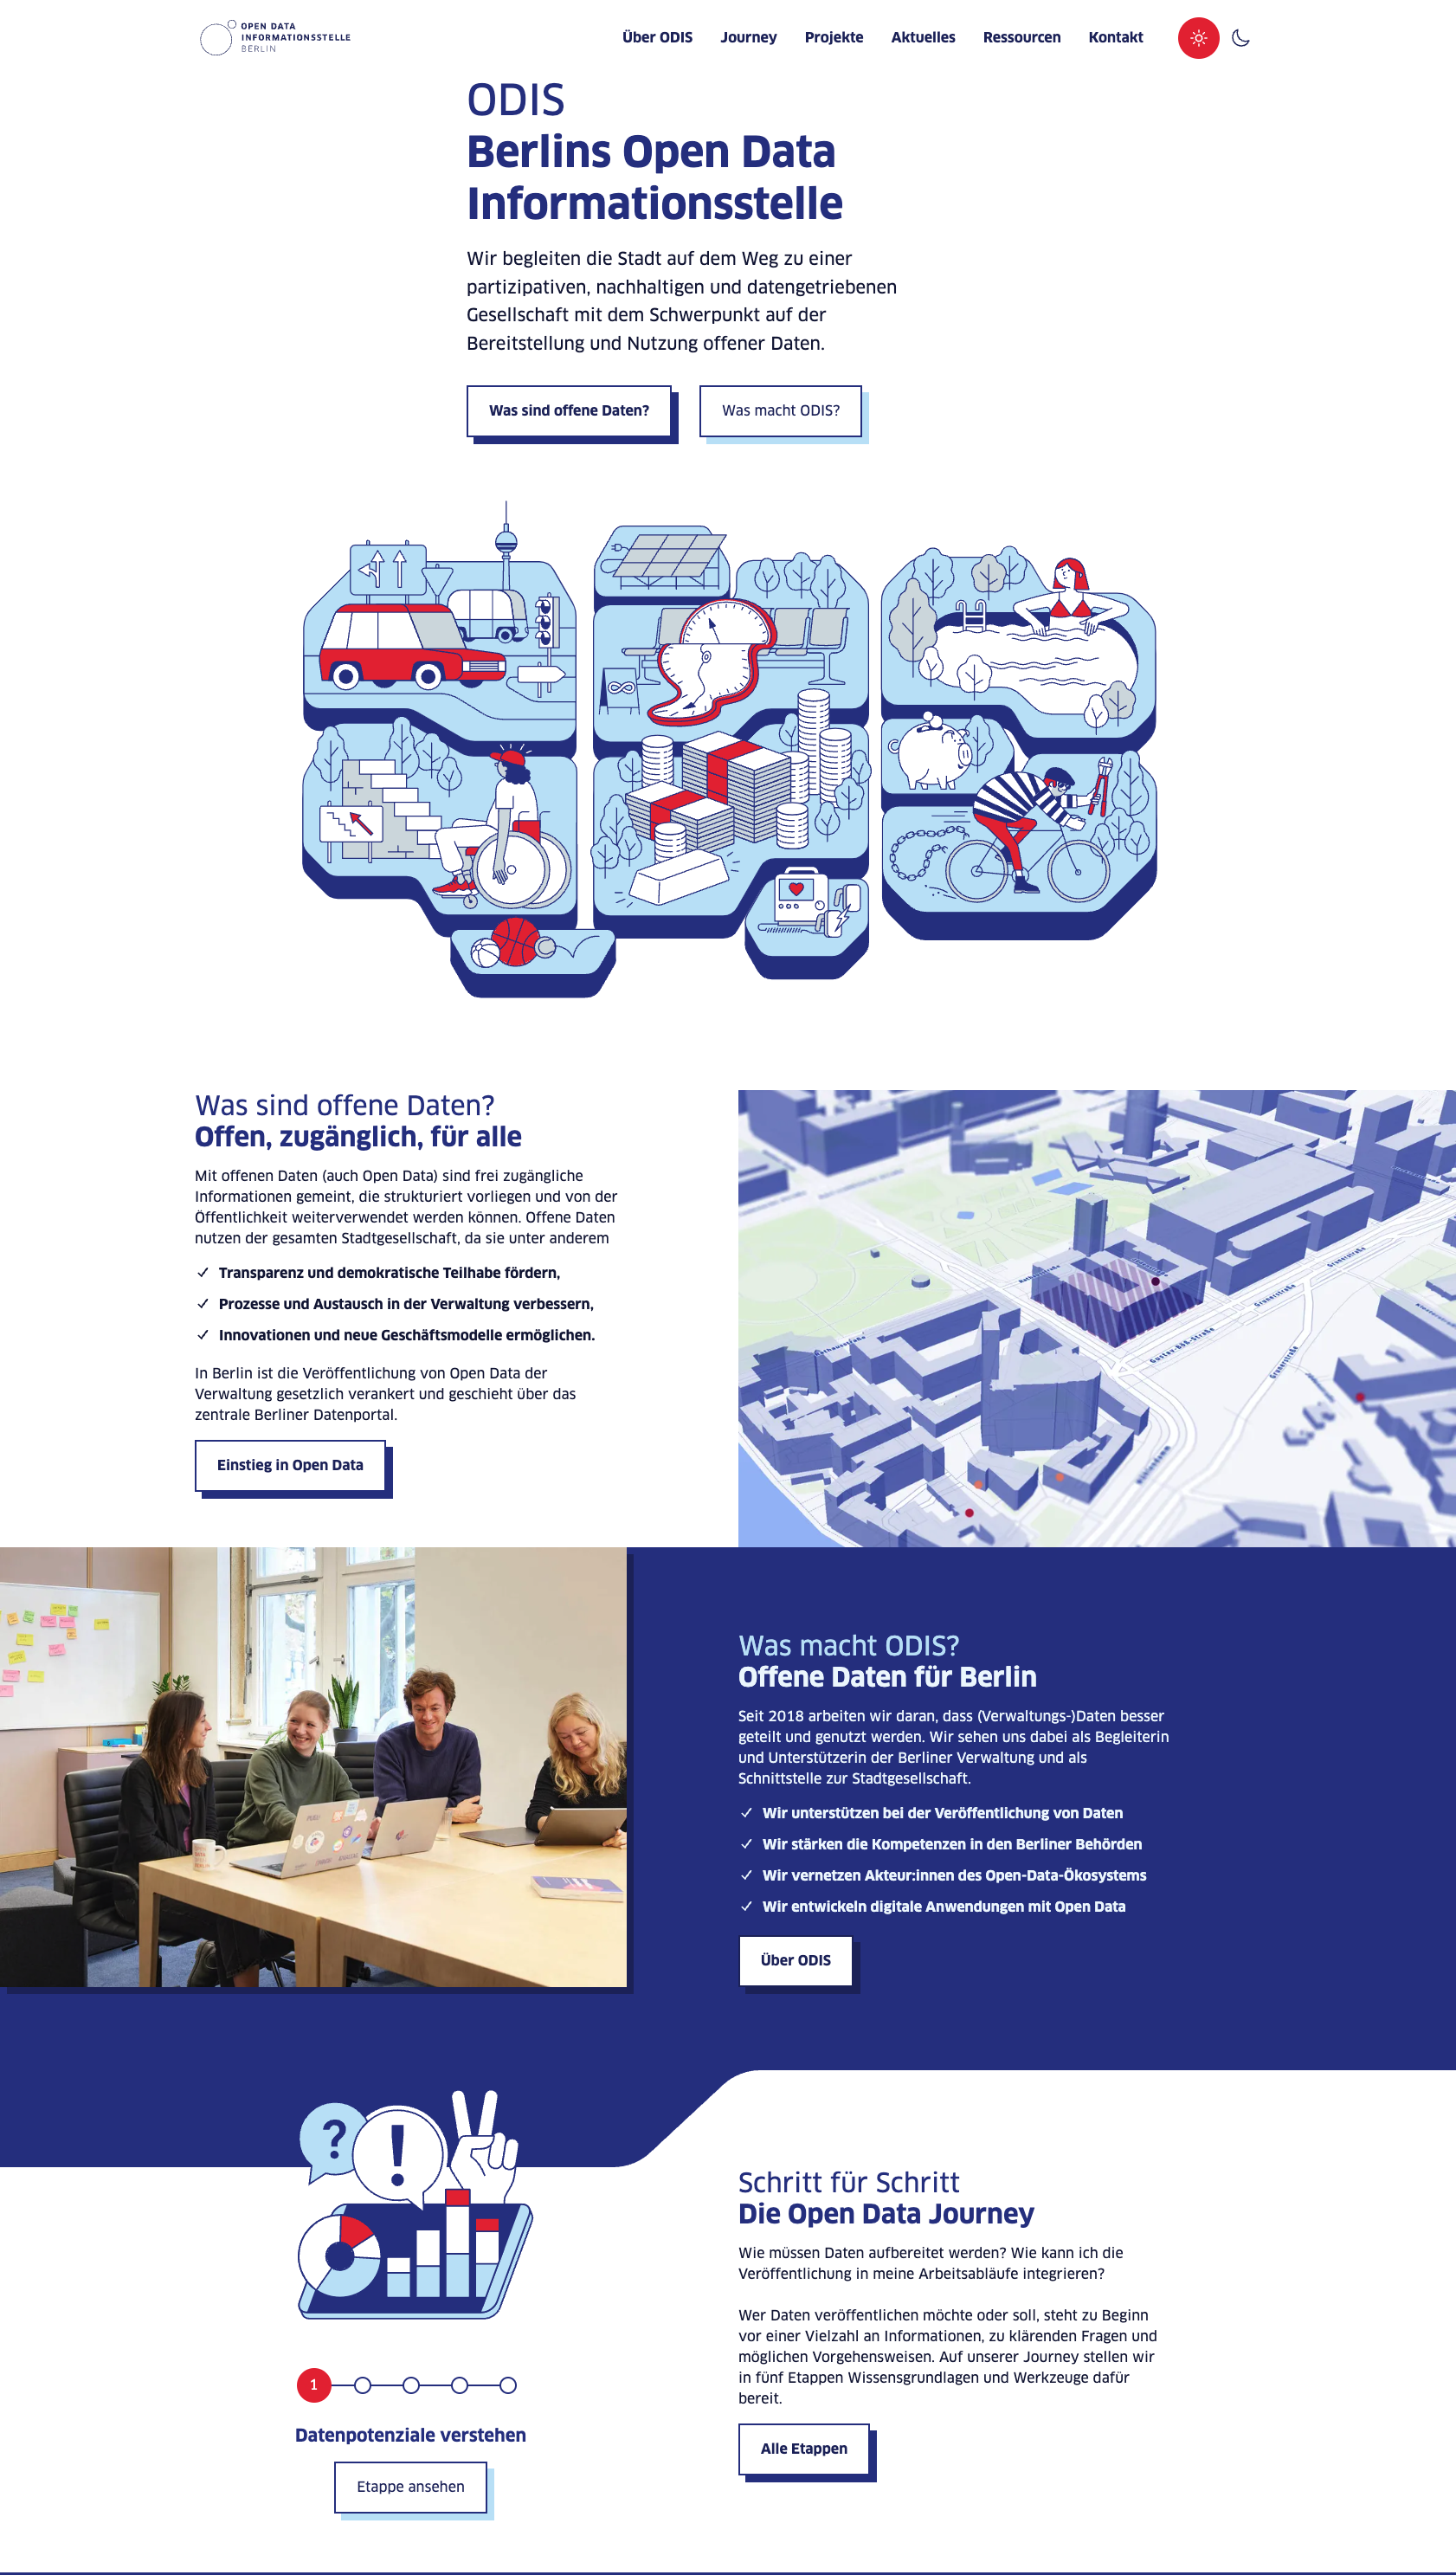 OPEN DATA
INFORMATIONSSTELLE
BERLIN
Über ODIS
Journey
Projekte
Aktuelles
Ressourcen
Kontakt
ODIS
Berlins Open Data
Informationsstelle
Wir begleiten die Stadt auf dem Weg zu einer
partizipativen, nachhaltigen und datengetriebenen
Gesellschaft mit dem Schwerpunkt auf der
Bereitstellung und Nutzung offener Daten.
Was sind offene Daten?
Was macht ODIS?
Was sind offene Daten?
Offen, zugänglich, für alle
Mit offenen Daten (auch Open Data) sind frei zugängliche
Informationen gemeint, die strukturiert vorliegen und von der
Öffentlichkeit weiterverwendet werden können. Offene Daten
nutzen der gesamten Stadtgesellschaft, da sie unter anderem
Transparenz und demokratische Teilhabe fördern,
Prozesse und Austausch in der Verwaltung verbessern,
Innovationen und neue Geschäftsmodelle ermöglichen.
In Berlin ist die Veröffentlichung von Open Data der
Verwaltung gesetzlich verankert und geschieht über das
zentrale Berliner Datenportal.
Einstieg in Open Data
Rathausstraße
Grunerstraße
Grunerstraße
Gustav-Böß-Straße
Grunerstraße
Was macht ODIS?
Offene Daten für Berlin
Seit 2018 arbeiten wir daran, dass (Verwaltungs-)Daten besser
geteilt und genutzt werden. Wir sehen uns dabei als Begleiterin
und Unterstützerin der Berliner Verwaltung und als
Schnittstelle zur Stadtgesellschaft.
Wir unterstützen bei der Veröffentlichung von Daten
Wir stärken die Kompetenzen in den Berliner Behörden
Wir vernetzen Akteur:innen des Open-Data-Ökosystems
Wir entwickeln digitale Anwendungen mit Open Data
Über ODIS
? !
1
Datenpotenziale verstehen
Etappe ansehen
Schritt für Schritt
Die Open Data Journey
Wie müssen Daten aufbereitet werden? Wie kann ich die
Veröffentlichung in meine Arbeitsabläufe integrieren?
Wer Daten veröffentlichen möchte oder soll, steht zu Beginn
vor einer Vielzahl an Informationen, zu klärenden Fragen und
möglichen Vorgehensweisen. Auf unserer Journey stellen wir
in fünf Etappen Wissensgrundlagen und Werkzeuge dafür
bereit.
Alle Etappen